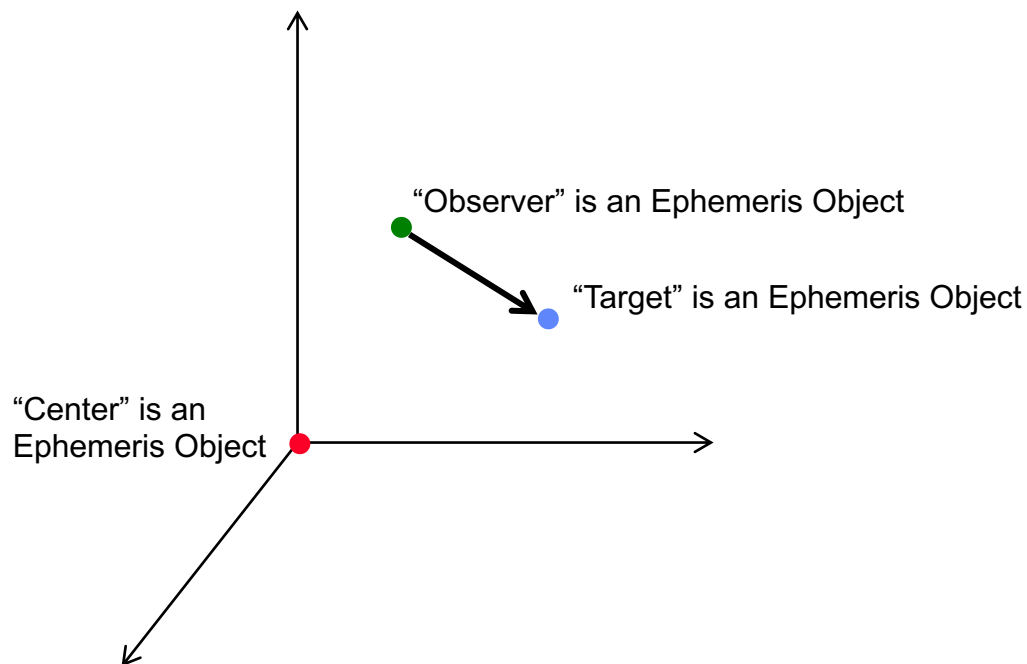 “Observer” is an Ephemeris Object
“Target” is an Ephemeris Object
“Center” is an
Ephemeris Object